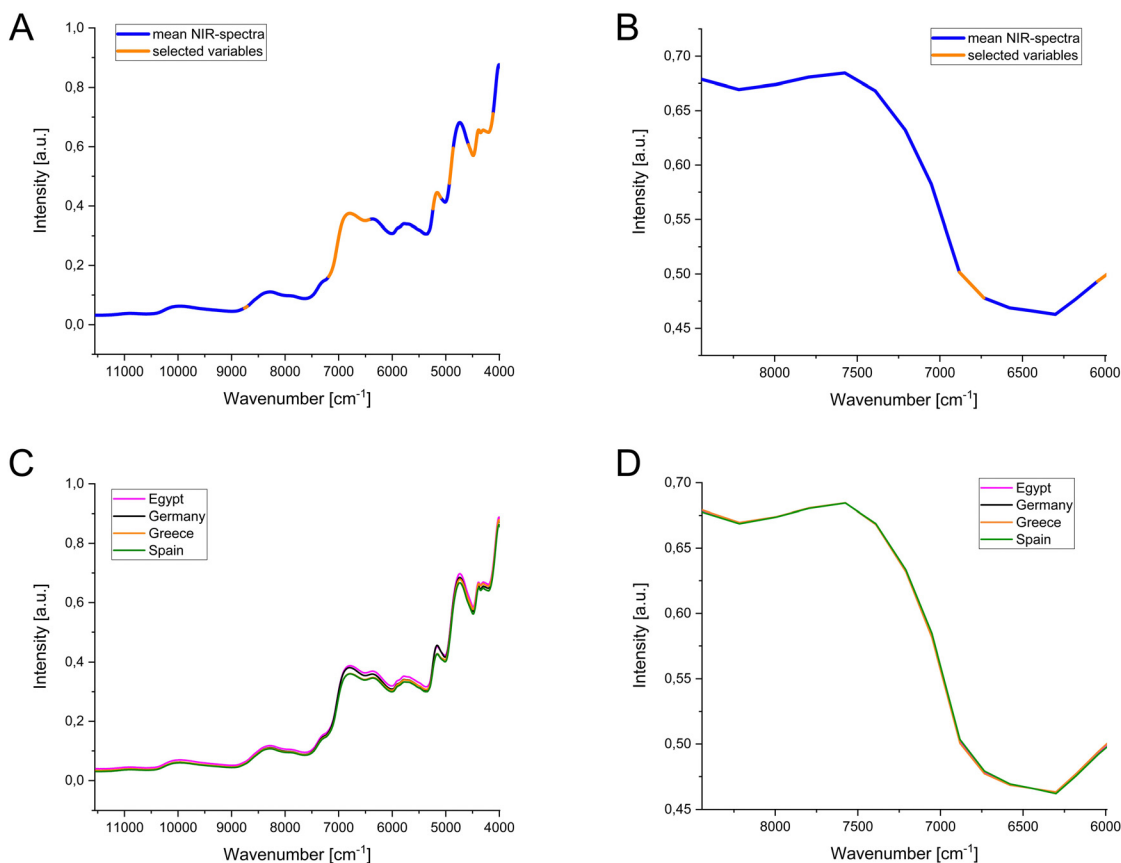 A
mean NIR-spectra
selected variables
1,0
0,8
0,6
0,4
0,2
0,0
Intensity [a.u.]
11000 10000 9000 8000 7000 6000 5000 4000
Wavenumber [cm-1]
B
mean NIR-spectra
selected variables
0,70
0,65
0,60
0,55
0,50
0,45
Intensity [a.u.]
8000 7500 7000 6500 6000
Wavenumber [cm-1]
C
Egypt
Germany
Greece
Spain
1,0
0,8
0,6
0,4
0,2
0,0
Intensity [a.u.]
11000 10000 9000 8000 7000 6000 5000 4000
Wavenumber [cm-1]
D
Egypt
Germany
Greece
Spain
0,70
0,65
0,60
0,55
0,50
0,45
Intensity [a.u.]
8000 7500 7000 6500 6000
Wavenumber [cm-1]